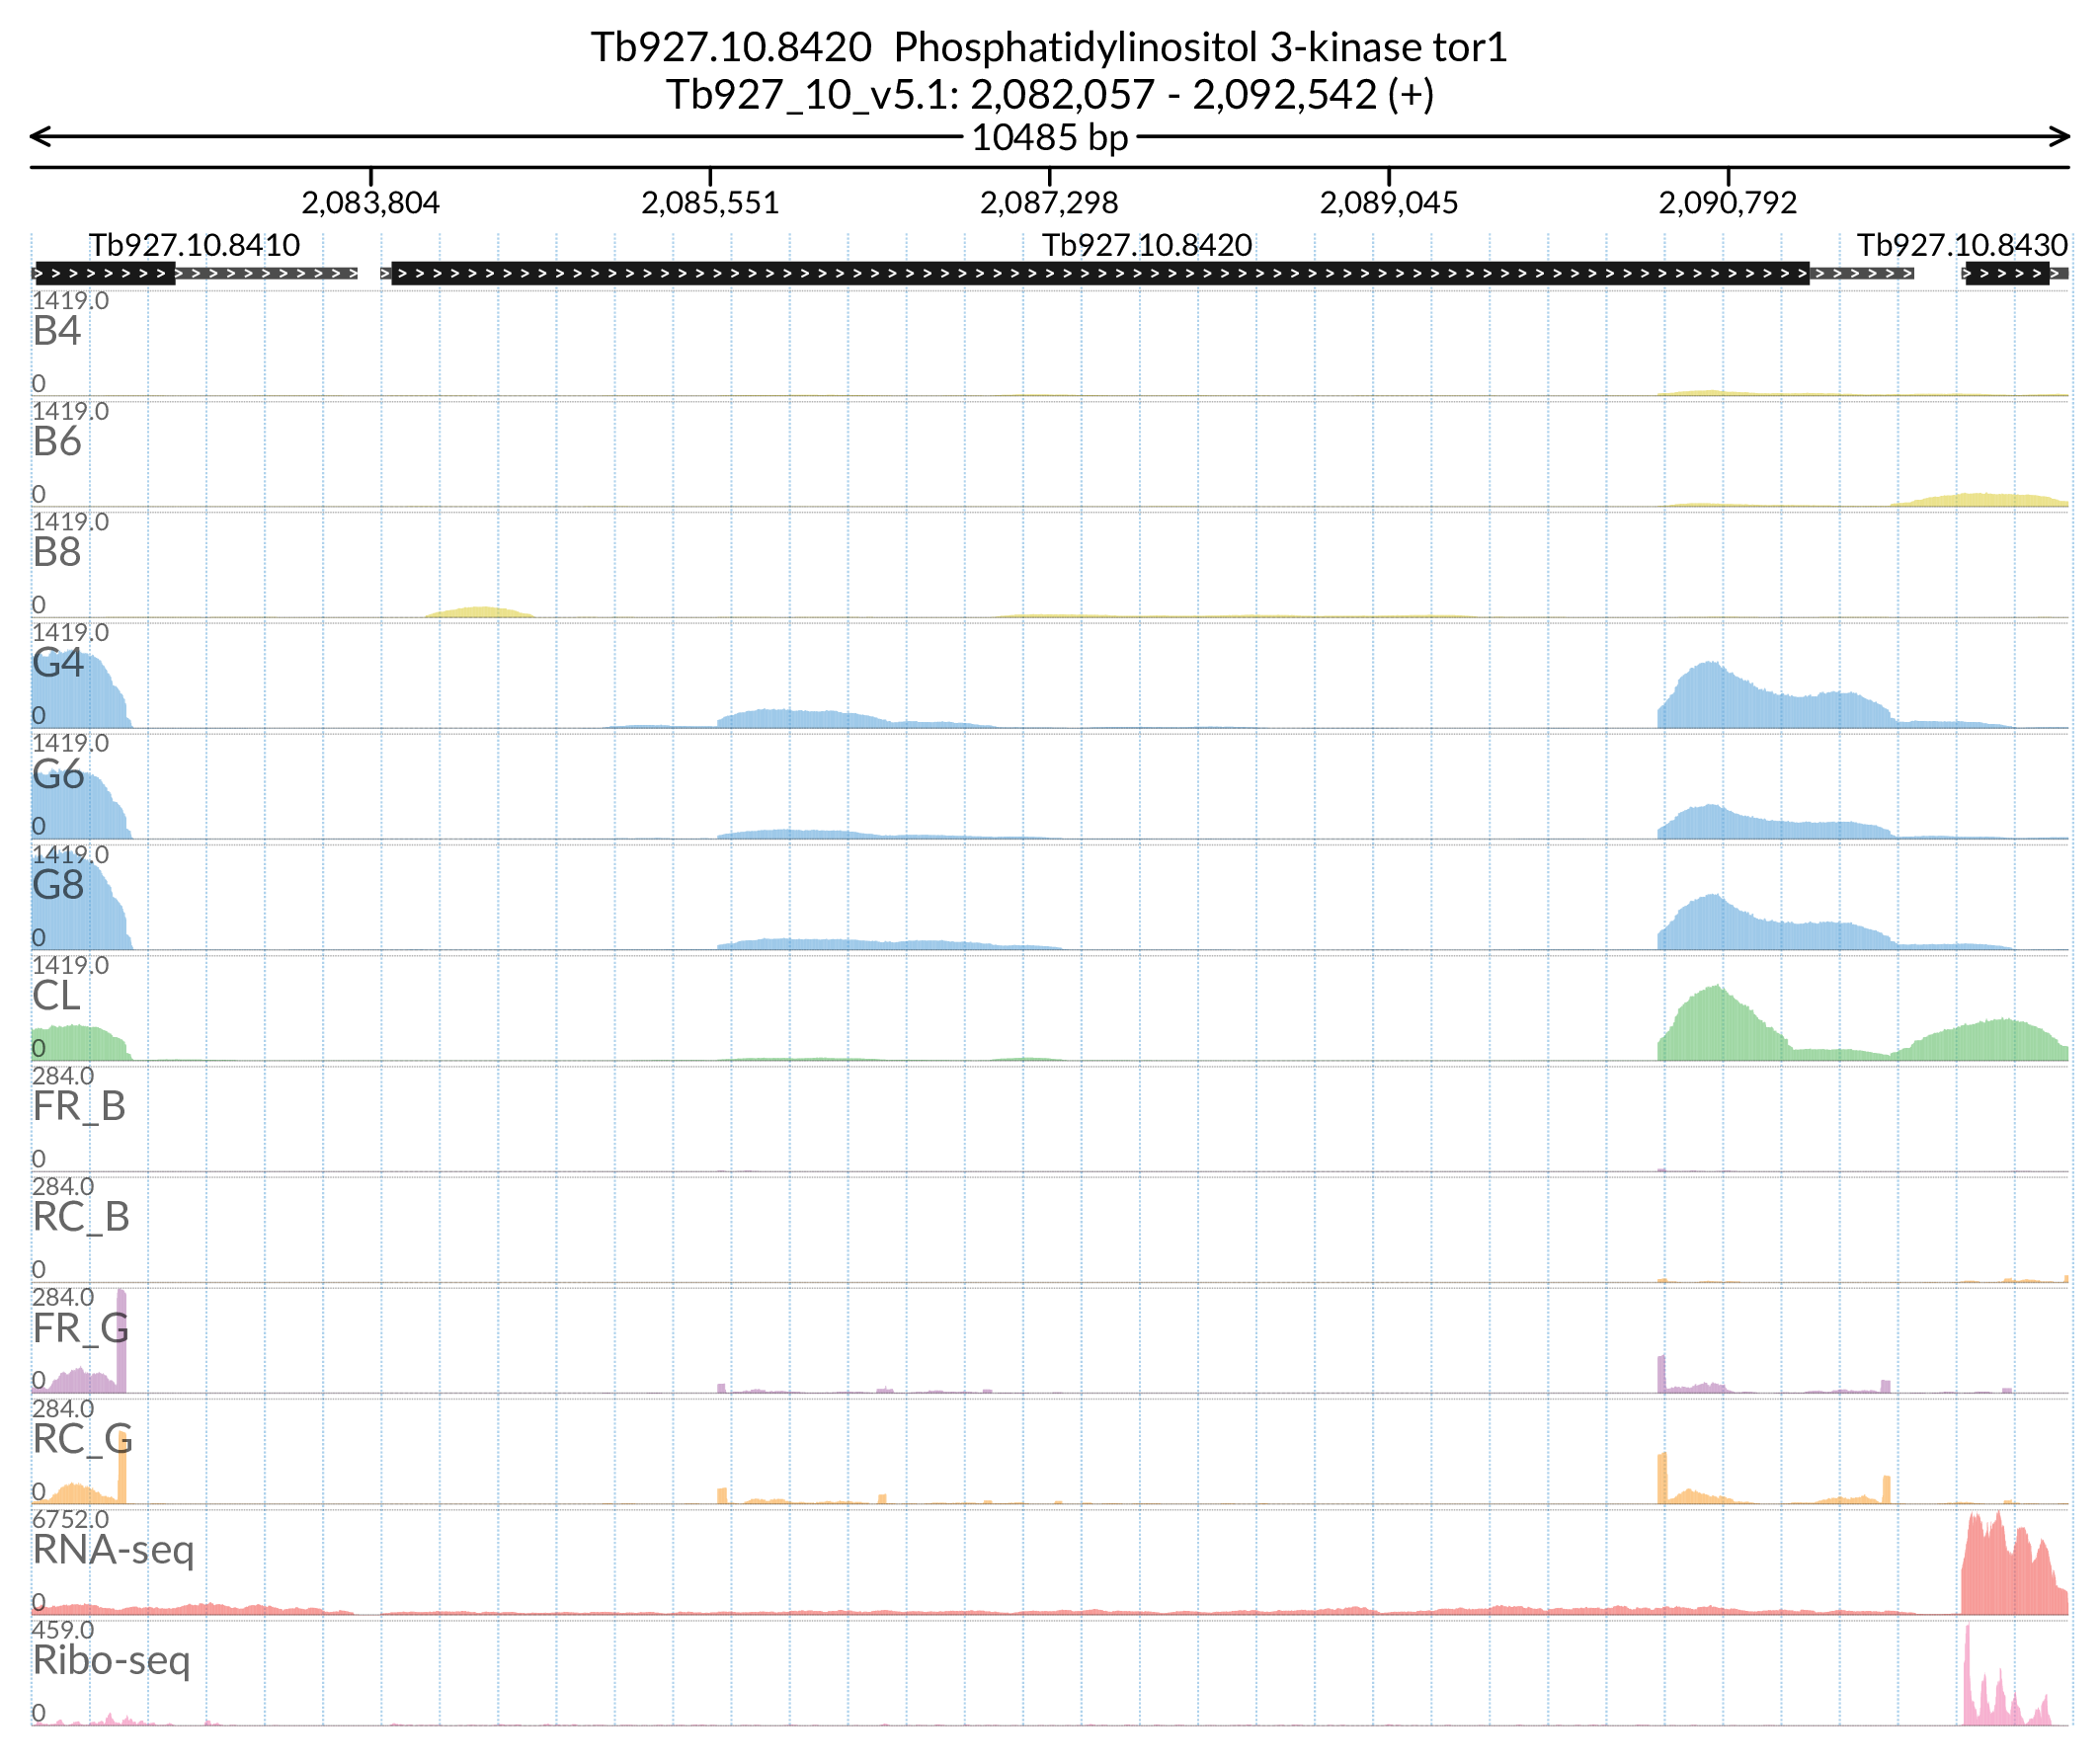 Tb927.10.8420  Phosphatidylinositol 3-kinase tor1
Tb927_10_v5.1: 2,082,057 - 2,092,542 (+)
10485 bp
2,083,804 2,085,551 2,087,298 2,089,045 2,090,792
Tb927.10.8410 Tb927.10.8420 Tb927.10.8430
1419.0
B4
0
1419.0
B6
0
1419.0
B8
0
1419.0
G4
0
1419.0
G6
0
1419.0
G8
0
1419.0
CL
0
284.0
FR_B
0
284.0
RC_B
0
284.0
FR_G
0
284.0
RC_G
0
6752.0
RNA-seq
0
459.0
Ribo-seq
0